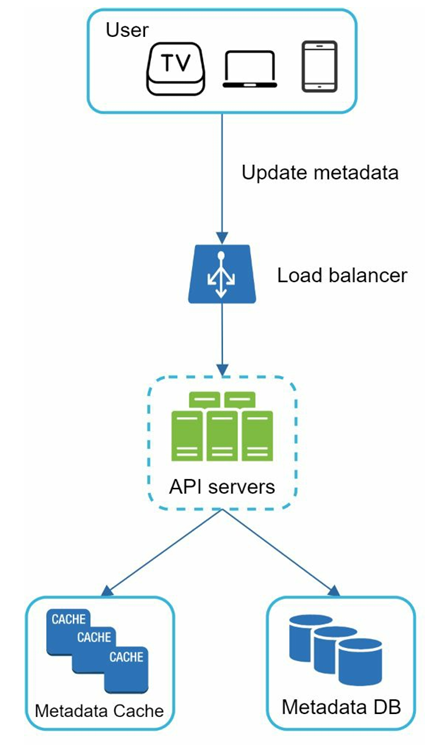 User
TV
Update metadata
Load balancer
API servers
CACHE
CACHE
CACHE
Metadata Cache
Metadata DB